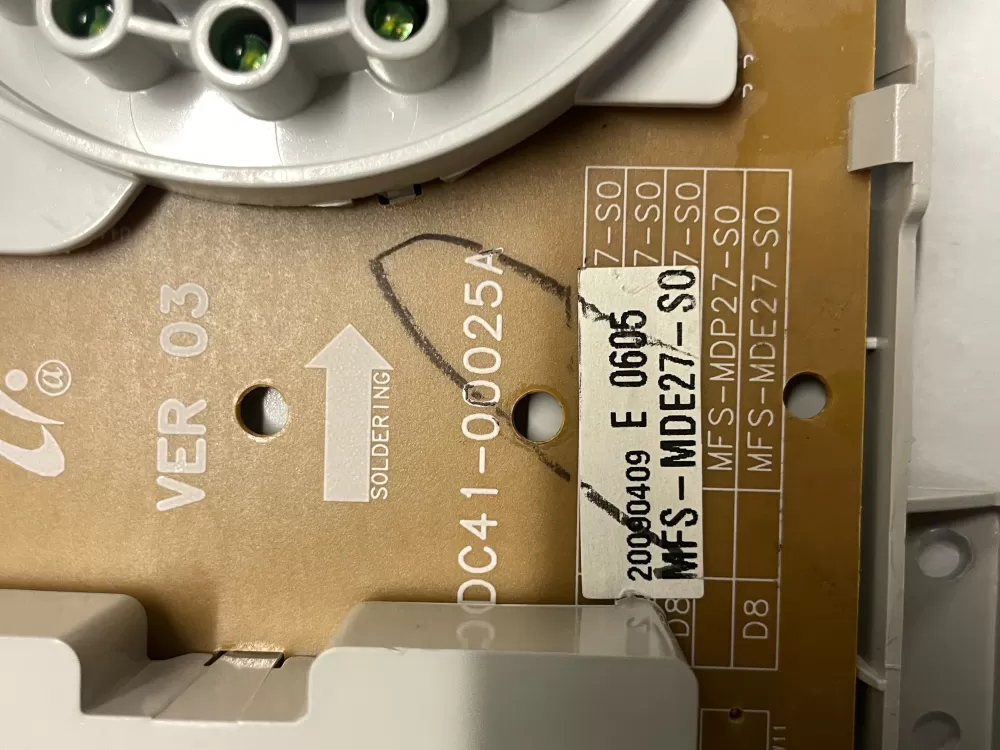 @
VER 03
SOLDERING
DC41-00025A
7-S0
7-S0
7-S0
MFS-MDP27-S0
MFS-MDE27-S0
D8
D8
20090409 E 0605
MFS-MDE27-S0